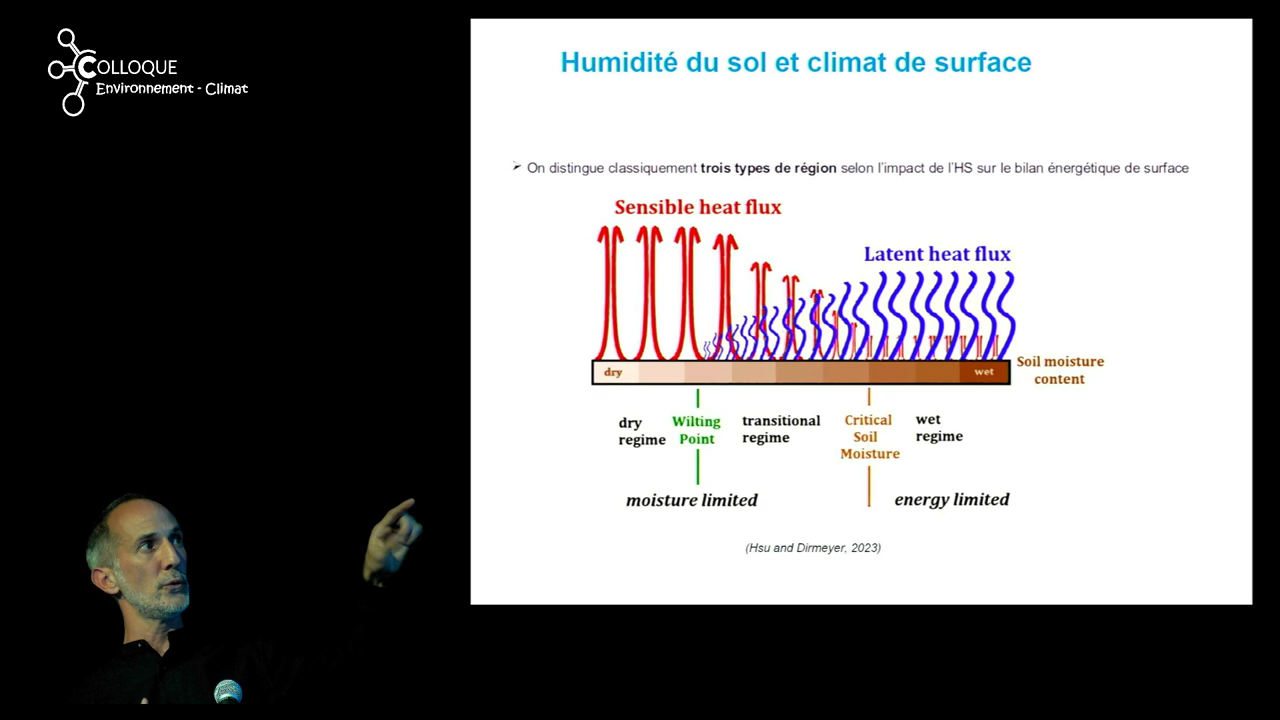 COLLOQUE
Environnement - Climat
Humidité du sol et climat de surface
➢ On distingue classiquement trois types de région selon l'impact de l'HS sur le bilan énergétique de surface
Sensible heat flux
Latent heat flux
dry
wet
Soil moisture
content
dry
regime
Wilting
Point
transitional
regime
Critical
Soil
Moisture
wet
regime
moisture limited
energy limited
(Hsu and Dirmeyer, 2023)